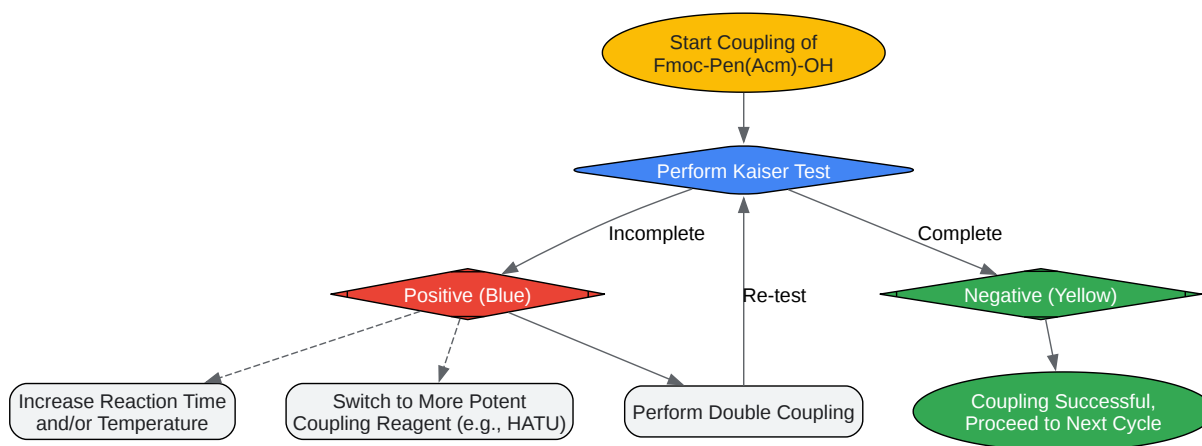 Start Coupling of
Fmoc-Pen(Acm)-OH
Perform Kaiser Test
Incomplete
Complete
Positive (Blue)
Re-test
Negative (Yellow)
Increase Reaction Time
and/or Temperature
Switch to More Potent
Coupling Reagent (e.g., HATU)
Perform Double Coupling
Coupling Successful,
Proceed to Next Cycle